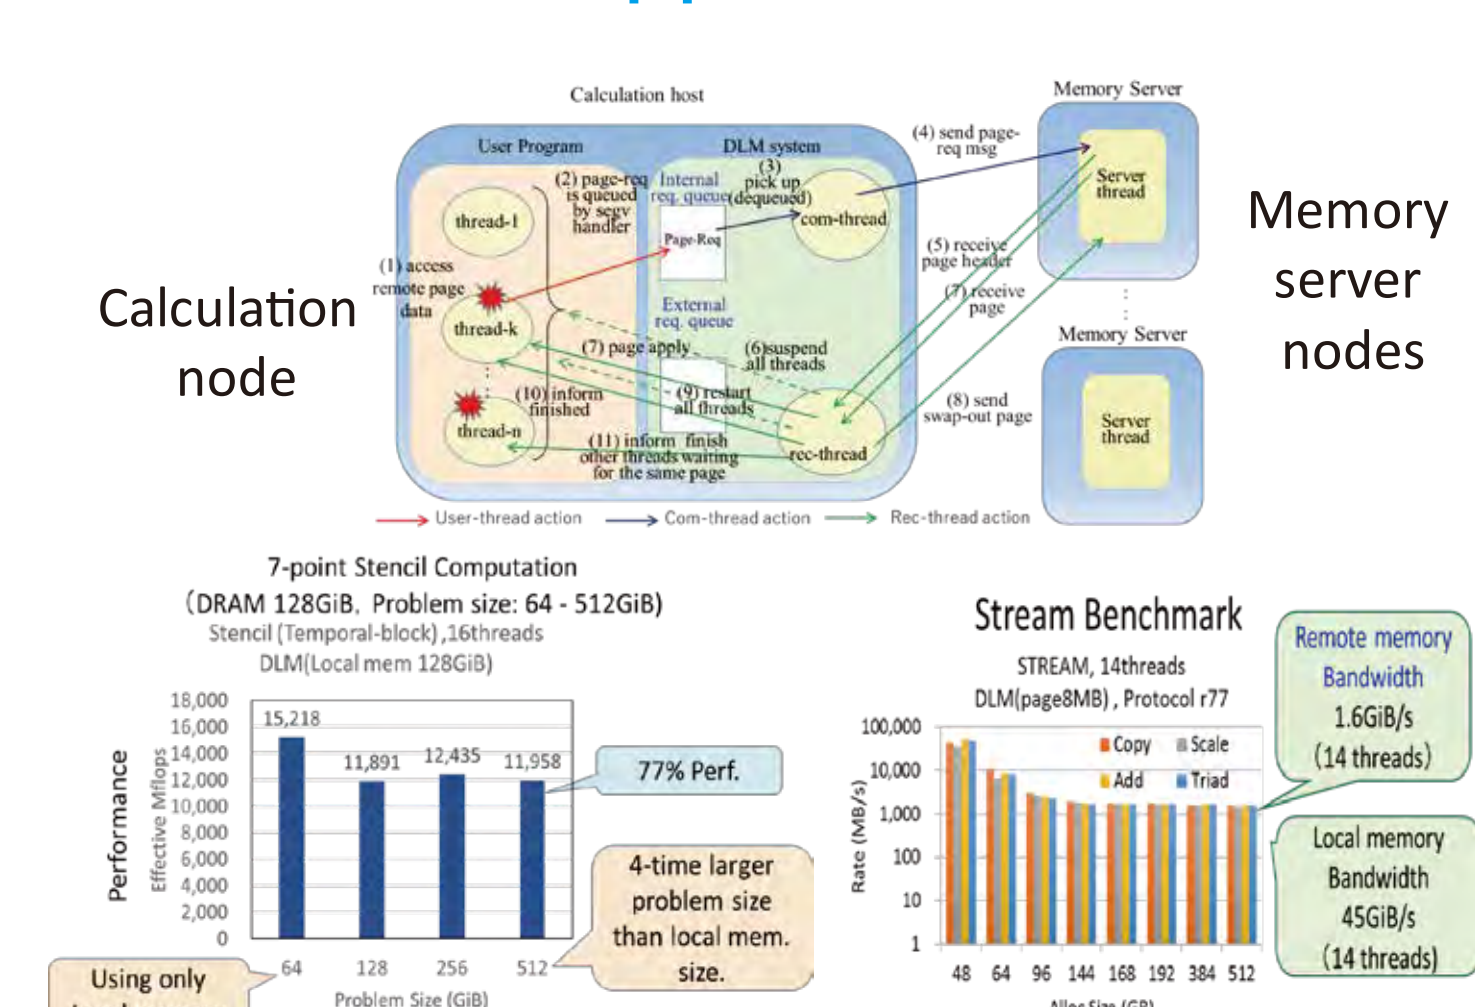 Calculation host
Memory Server
User Program
DLM system
(4) send page-
req msg
(2) page-req
is queued
by segv
handler
Internal
req. queue
(3)
pick up
(dequeued)
Server
thread
thread-1
com-thread
Page-Req
Memory
server
nodes
(1) access
remote page
data
(5) receive
page header
(7) receive
page
Calculation
node
External
req. queue
thread-k
Memory Server
(7) page apply
(6)suspend
all threads
(10) inform
finished
(9) restart
all threads
(8) send
swap-out page
Server
thread
thread-n
(11) inform finish
other threads waiting
for the same page
rec-thread
User-thread action
Com-thread action
Rec-thread action
7-point Stencil Computation
(DRAM 128GiB, Problem size: 64 - 512GiB)
Stencil (Temporal-block) ,16threads
DLM(Local mem 128GiB)
Performance
Effective Mflops
18,000
16,000
14,000
12,000
10,000
8,000
6,000
4,000
2,000
0
15,218
11,891
12,435
11,958
64
128
256
512
Problem Size (GiB)
77% Perf.
4-time larger
problem size
than local mem.
size.
Using only
Stream Benchmark
STREAM, 14threads
DLM(page8MB) , Protocol r77
Rate (MB/s)
100,000
10,000
1,000
100
10
1
Copy
Scale
Add
Triad
48
64
96
144
168
192
384
512
Remote memory
Bandwidth
1.6GiB/s
(14 threads)
Local memory
Bandwidth
45GiB/s
(14 threads)